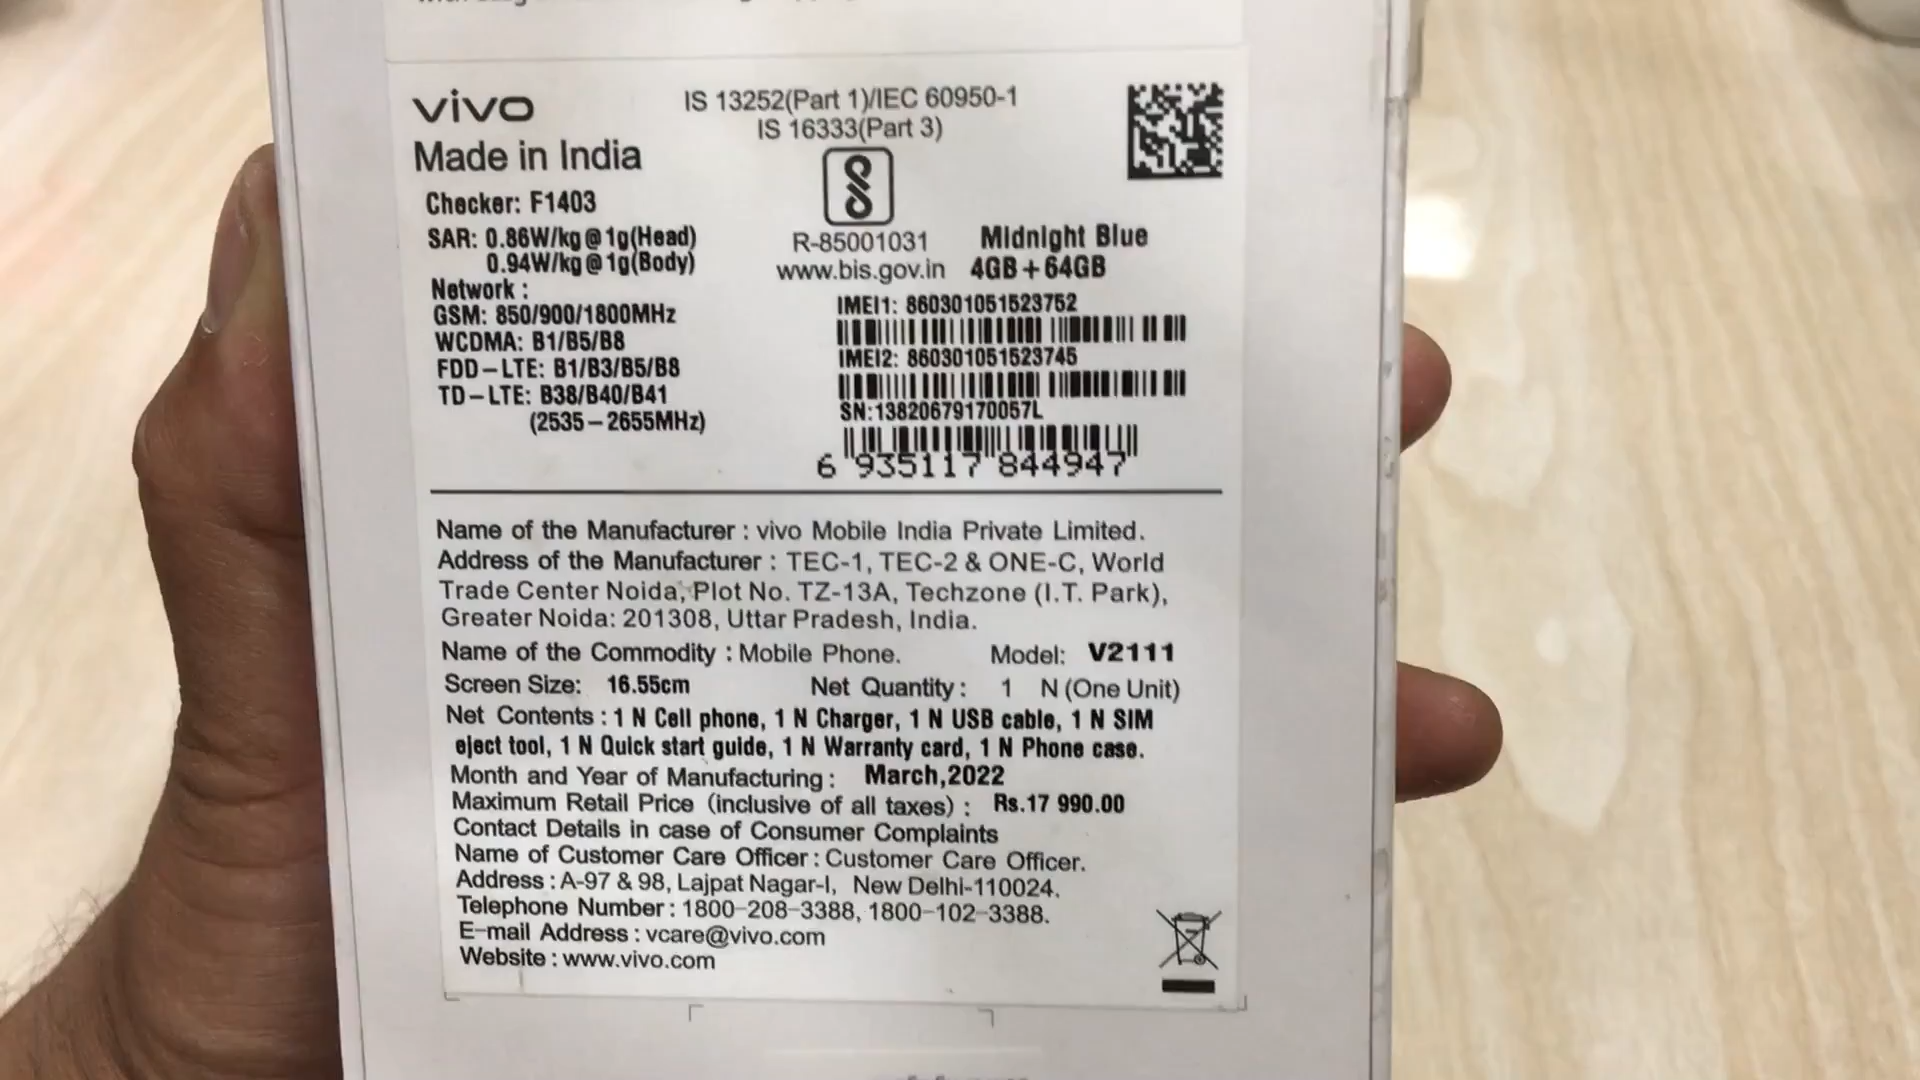 vivo
Made in India
Checker: F1403
SAR: 0.86W/kg@1g(Head)
0.94W/kg@1g(Body)
Network :
GSM: 850/900/1800MHz
WCDMA: B1/B5/B8
FDD-LTE: B1/B3/B5/B8
TD-LTE: B38/B40/B41
(2535-2655MHz)
IS 13252(Part 1)/IEC 60950-1
IS 16333(Part 3)
R-85001031
www.bis.gov.in
Midnight Blue
4GB+64GB
IMEI1: 860301051523752
IMEI2: 860301051523745
SN:13820679170057L
6 935117 844947
Name of the Manufacturer : vivo Mobile India Private Limited.
Address of the Manufacturer : TEC-1, TEC-2 & ONE-C, World
Trade Center Noida, Plot No. TZ-13A, Techzone (I.T. Park),
Greater Noida: 201308, Uttar Pradesh, India.
Name of the Commodity : Mobile Phone. Model: V2111
Screen Size: 16.55cm Net Quantity : 1 N (One Unit)
Net Contents : 1 N Cell phone, 1 N Charger, 1 N USB cable, 1 N SIM
eject tool, 1 N Quick start guide, 1 N Warranty card, 1 N Phone case.
Month and Year of Manufacturing : March,2022
Maximum Retail Price (inclusive of all taxes) : Rs.17 990.00
Contact Details in case of Consumer Complaints
Name of Customer Care Officer : Customer Care Officer.
Address : A-97 & 98, Lajpat Nagar-I, New Delhi-110024.
Telephone Number : 1800-208-3388, 1800-102-3388.
E-mail Address : vcare@vivo.com
Website : www.vivo.com